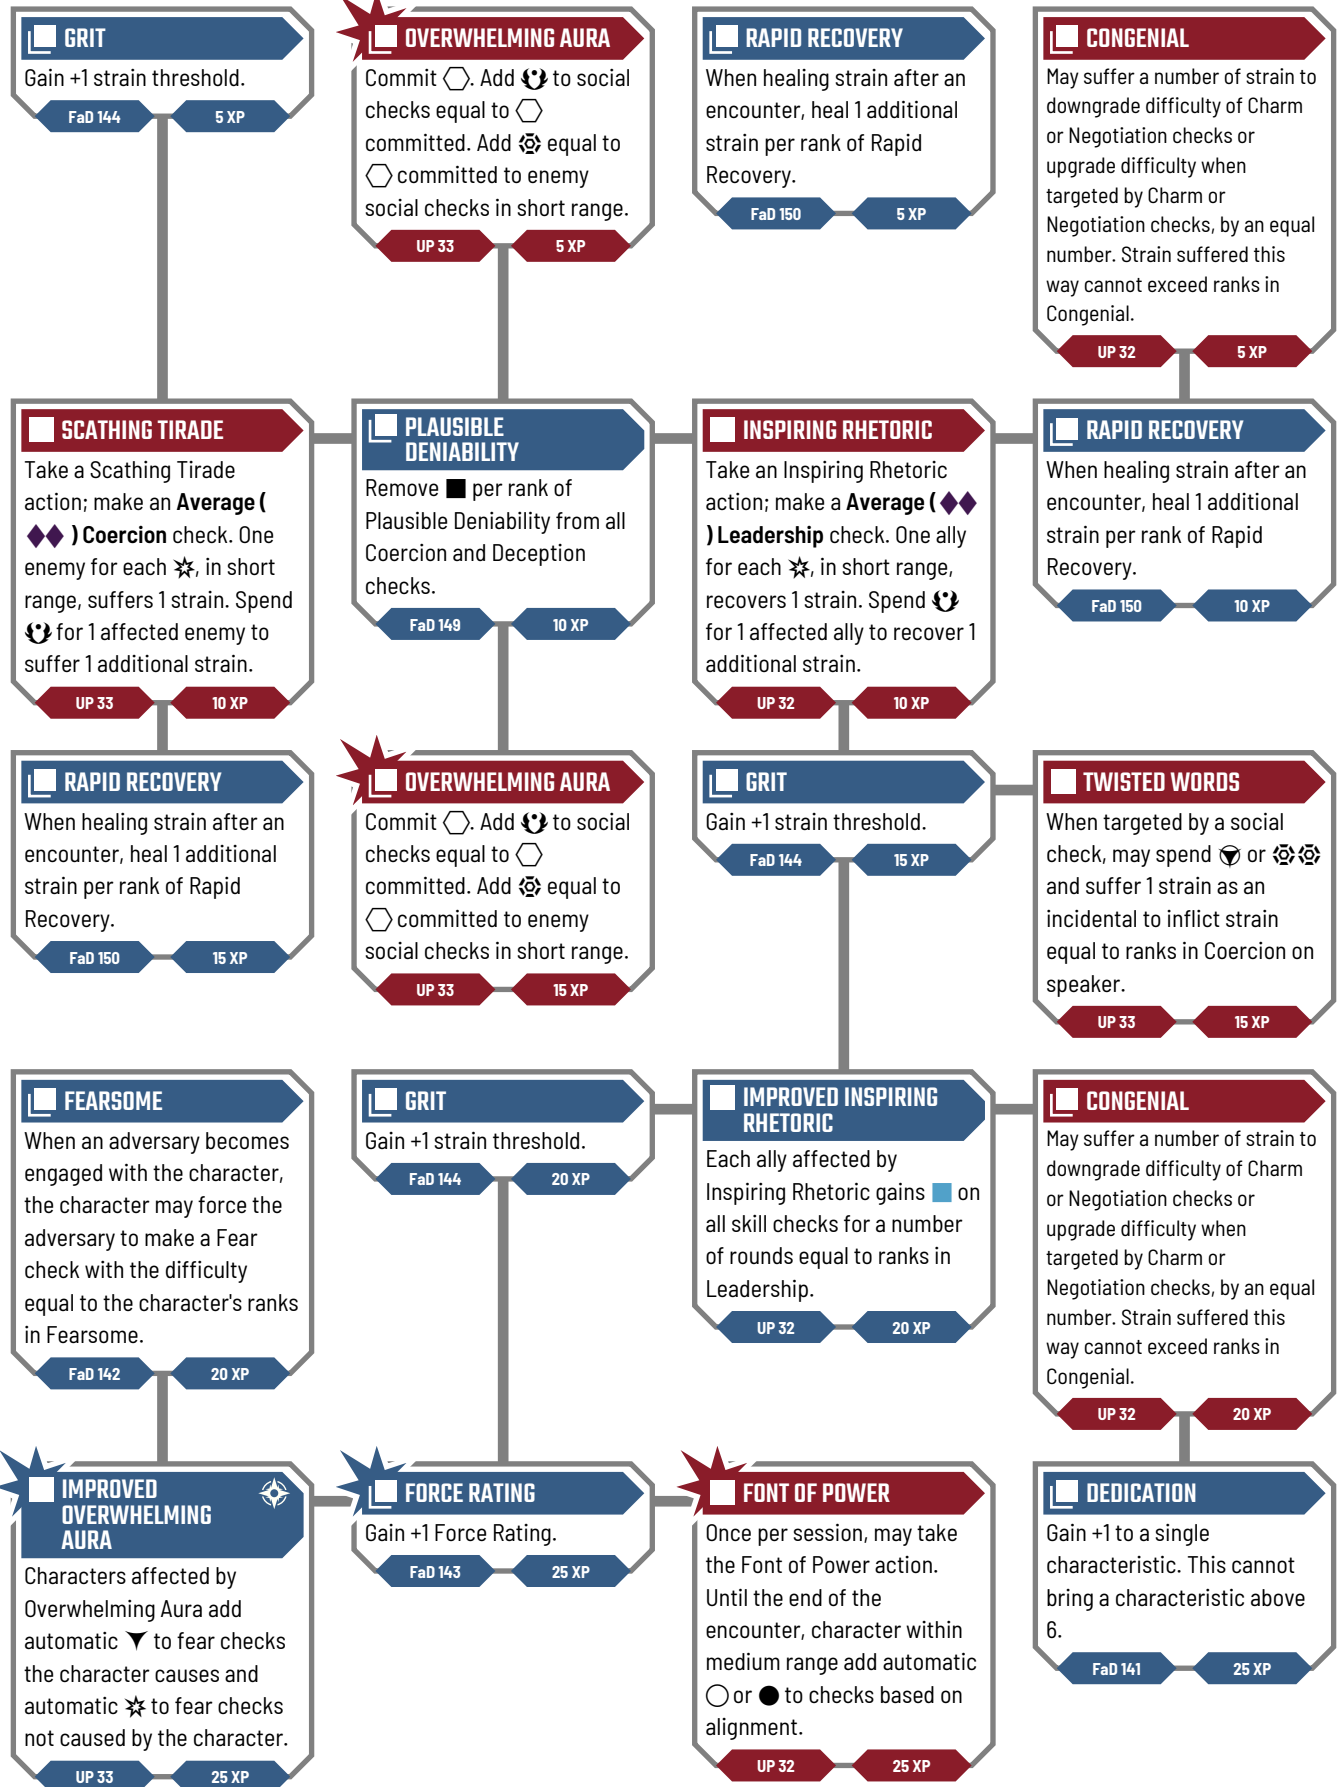 GRIT
Gain +1 strain threshold.
FaD 144
5 XP
OVERWHELMING AURA
Commit . Add to social
checks equal to
committed. Add equal to
committed to enemy
social checks in short range.
UP 33
5 XP
RAPID RECOVERY
When healing strain after an
encounter, heal 1 additional
strain per rank of Rapid
Recovery.
FaD 150
5 XP
CONGENIAL
May suffer a number of strain to
downgrade difficulty of Charm
or Negotiation checks or
upgrade difficulty when
targeted by Charm or
Negotiation checks, by an equal
number. Strain suffered this
way cannot exceed ranks in
Congenial.
UP 32
5 XP
SCATHING TIRADE
Take a Scathing Tirade
action; make an Average (
) Coercion check. One
enemy for each , in short
range, suffers 1 strain. Spend
for 1 affected enemy to
suffer 1 additional strain.
UP 33
10 XP
PLAUSIBLE
DENIABILITY
Remove per rank of
Plausible Deniability from all
Coercion and Deception
checks.
FaD 149
10 XP
INSPIRING RHETORIC
Take an Inspiring Rhetoric
action; make a Average (
) Leadership check. One ally
for each , in short range,
recovers 1 strain. Spend
for 1 affected ally to recover 1
additional strain.
UP 32
10 XP
RAPID RECOVERY
When healing strain after an
encounter, heal 1 additional
strain per rank of Rapid
Recovery.
FaD 150
10 XP
RAPID RECOVERY
When healing strain after an
encounter, heal 1 additional
strain per rank of Rapid
Recovery.
FaD 150
15 XP
OVERWHELMING AURA
Commit . Add to social
checks equal to
committed. Add equal to
committed to enemy
social checks in short range.
UP 33
15 XP
GRIT
Gain +1 strain threshold.
FaD 144
15 XP
TWISTED WORDS
When targeted by a social
check, may spend or
and suffer 1 strain as an
incidental to inflict strain
equal to ranks in Coercion on
speaker.
UP 33
15 XP
FEARSOME
When an adversary becomes
engaged with the character,
the character may force the
adversary to make a Fear
check with the difficulty
equal to the character's ranks
in Fearsome.
FaD 142
20 XP
GRIT
Gain +1 strain threshold.
FaD 144
20 XP
IMPROVED INSPIRING
RHETORIC
Each ally affected by
Inspiring Rhetoric gains on
all skill checks for a number
of rounds equal to ranks in
Leadership.
UP 32
20 XP
CONGENIAL
May suffer a number of strain to
downgrade difficulty of Charm
or Negotiation checks or
upgrade difficulty when
targeted by Charm or
Negotiation checks, by an equal
number. Strain suffered this
way cannot exceed ranks in
Congenial.
UP 32
20 XP
IMPROVED
OVERWHELMING
AURA
Characters affected by
Overwhelming Aura add
automatic to fear checks
the character causes and
automatic to fear checks
not caused by the character.
UP 33
25 XP
FORCE RATING
Gain +1 Force Rating.
FaD 143
25 XP
FONT OF POWER
Once per session, may take
the Font of Power action.
Until the end of the
encounter, character within
medium range add automatic
or to checks based on
alignment.
UP 32
25 XP
DEDICATION
Gain +1 to a single
characteristic. This cannot
bring a characteristic above
6.
FaD 141
25 XP